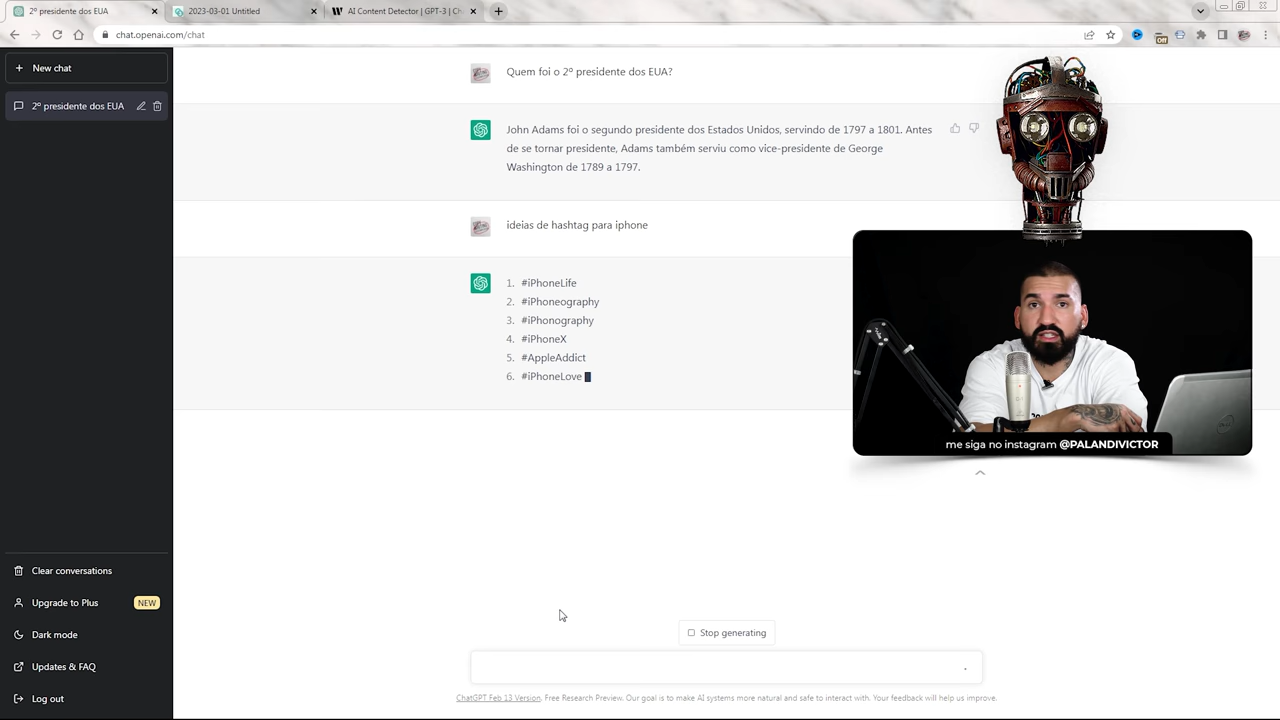 2º presidente dos EUA
2023-03-01 Untitled
AI Content Detector | GPT-3 | Ch
chat.openai.com/chat
Off
New chat
2º presidente dos EUA
Quem foi o 2º presidente dos EUA?
John Adams foi o segundo presidente dos Estados Unidos, servindo de 1797 a 1801. Antes
de se tornar presidente, Adams também serviu como vice-presidente de George
Washington de 1789 a 1797.
ideias de hashtag para iphone
1. #iPhoneLife
2. #iPhoneography
3. #iPhonography
4. #iPhoneX
5. #AppleAddict
6. #iPhoneLove
me siga no instagram @PALANDIVICTOR
Clear conversations
Upgrade to Plus NEW
Dark mode
Updates & FAQ
Log out
Stop generating
ChatGPT Feb 13 Version. Free Research Preview. Our goal is to make AI systems more natural and safe to interact with. Your feedback will help us improve.